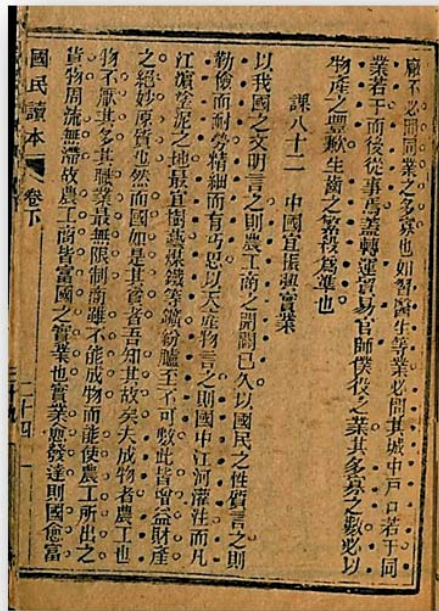 廠不必問同業之多寡也如習醫生等業必問其城中戶口若干同
業若干而後從事焉蓋轉運貿易官師僕役之業其多寡之數必以
物產之豐歉生齒之繁殺爲準也
課八十二 中國宜振興實業
以我國之文明言之則農工商之開闢已久以國民之性質言之則
勤儉而耐勞精細而有巧思以天產物言之則國中江河灌注而凡
江濱塗泥之地最宜樹蓺煤鐵等鑛紛臚至不可數此皆會益財產
之絕妙原質也然而國如是其貧者吾知其故矣夫成物者農工也
物不厭其多其職業最無限制商雖不能成物而能使農工所出之
貨物周流無滯故農工商皆富國之實業也實業愈發達則國愈富
國民讀本 卷下
二十四